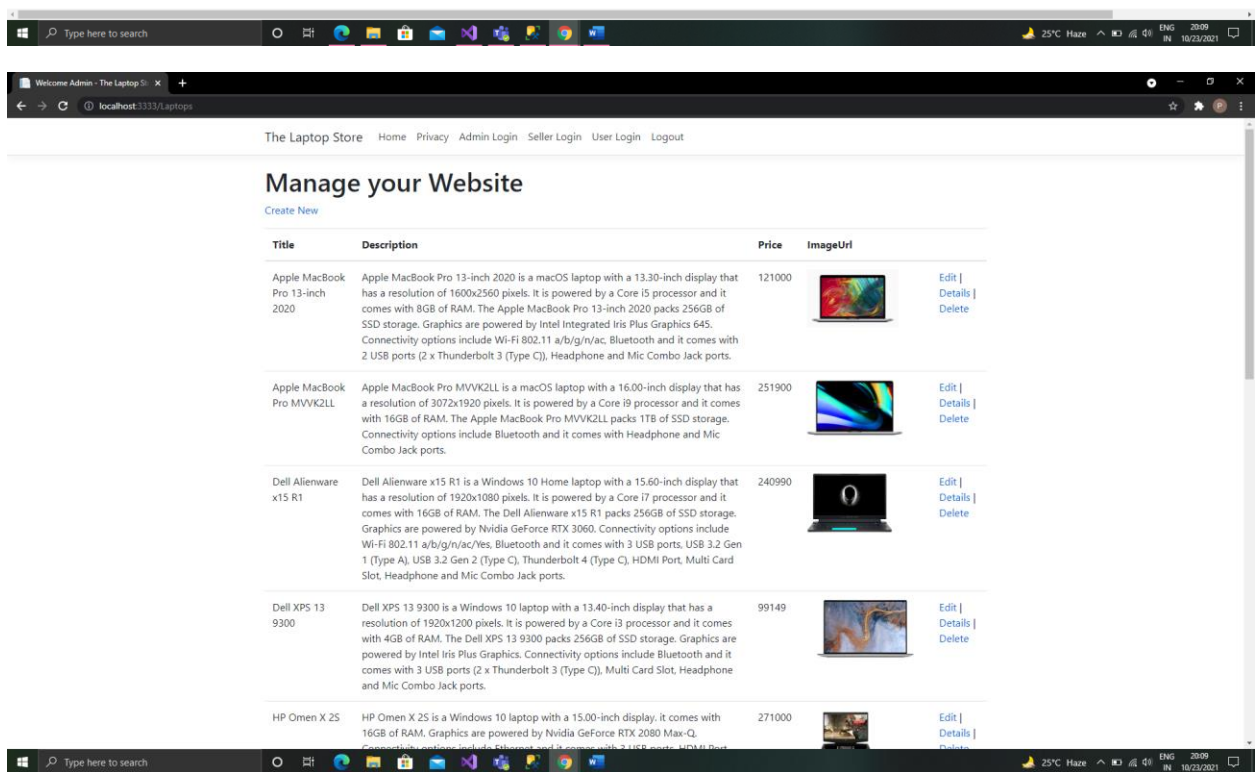 Type here to search
25°C Haze
ENG
IN
20:09
10/23/2021
Welcome Admin - The Laptop St
localhost:3333/Laptops
The Laptop Store Home Privacy Admin Login Seller Login User Login Logout
Manage your Website
Create New
Title Description Price ImageUrl
Apple MacBook
Pro 13-inch
2020
Apple MacBook Pro 13-inch 2020 is a macOS laptop with a 13.30-inch display that
has a resolution of 1600x2560 pixels. It is powered by a Core i5 processor and it
comes with 8GB of RAM. The Apple MacBook Pro 13-inch 2020 packs 256GB of
SSD storage. Graphics are powered by Intel Integrated Iris Plus Graphics 645.
Connectivity options include Wi-Fi 802.11 a/b/g/n/ac, Bluetooth and it comes with
2 USB ports (2 x Thunderbolt 3 (Type C)), Headphone and Mic Combo Jack ports.
121000
Edit |
Details |
Delete
Apple MacBook
Pro MVVK2LL
Apple MacBook Pro MVVK2LL is a macOS laptop with a 16.00-inch display that has
a resolution of 3072x1920 pixels. It is powered by a Core i9 processor and it comes
with 16GB of RAM. The Apple MacBook Pro MVVK2LL packs 1TB of SSD storage.
Connectivity options include Bluetooth and it comes with Headphone and Mic
Combo Jack ports.
251900
Edit |
Details |
Delete
Dell Alienware
x15 R1
Dell Alienware x15 R1 is a Windows 10 Home laptop with a 15.60-inch display that
has a resolution of 1920x1080 pixels. It is powered by a Core i7 processor and it
comes with 16GB of RAM. The Dell Alienware x15 R1 packs 256GB of SSD storage.
Graphics are powered by Nvidia GeForce RTX 3060. Connectivity options include
Wi-Fi 802.11 a/b/g/n/ac/Yes, Bluetooth and it comes with 3 USB ports, USB 3.2 Gen
1 (Type A), USB 3.2 Gen 2 (Type C), Thunderbolt 4 (Type C), HDMI Port, Multi Card
Slot, Headphone and Mic Combo Jack ports.
240990
Edit |
Details |
Delete
Dell XPS 13
9300
Dell XPS 13 9300 is a Windows 10 laptop with a 13.40-inch display that has a
resolution of 1920x1200 pixels. It is powered by a Core i3 processor and it comes
with 4GB of RAM. The Dell XPS 13 9300 packs 256GB of SSD storage. Graphics are
powered by Intel Iris Plus Graphics. Connectivity options include Bluetooth and it
comes with 3 USB ports (2 x Thunderbolt 3 (Type C)), Multi Card Slot, Headphone
and Mic Combo Jack ports.
99149
Edit |
Details |
Delete
HP Omen X 2S
HP Omen X 2S is a Windows 10 laptop with a 15.00-inch display. it comes with
16GB of RAM. Graphics are powered by Nvidia GeForce RTX 2080 Max-Q.
Connectivity options include Ethernet and it comes with 3 USB ports, HDMI Port,
271000
Edit |
Details |
Delete
Type here to search
25°C Haze
ENG
IN
20:09
10/23/2021